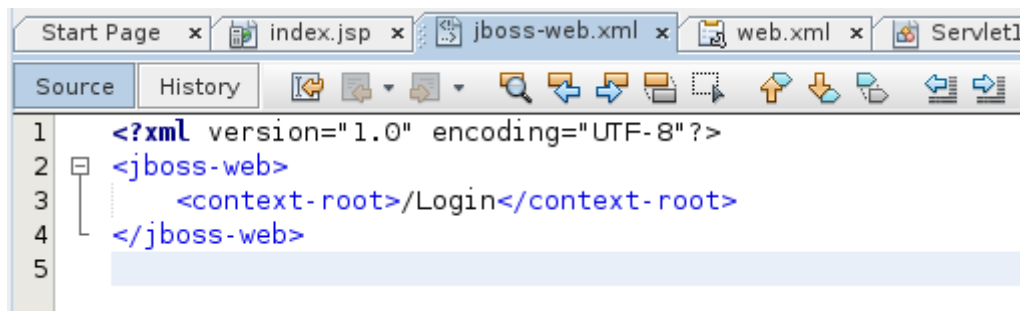 Start Page index.jsp jboss-web.xml web.xml Servlet1
Source History
1 <?xml version="1.0" encoding="UTF-8"?>
2 <jboss-web>
3 <context-root>/Login</context-root>
4 </jboss-web>
5